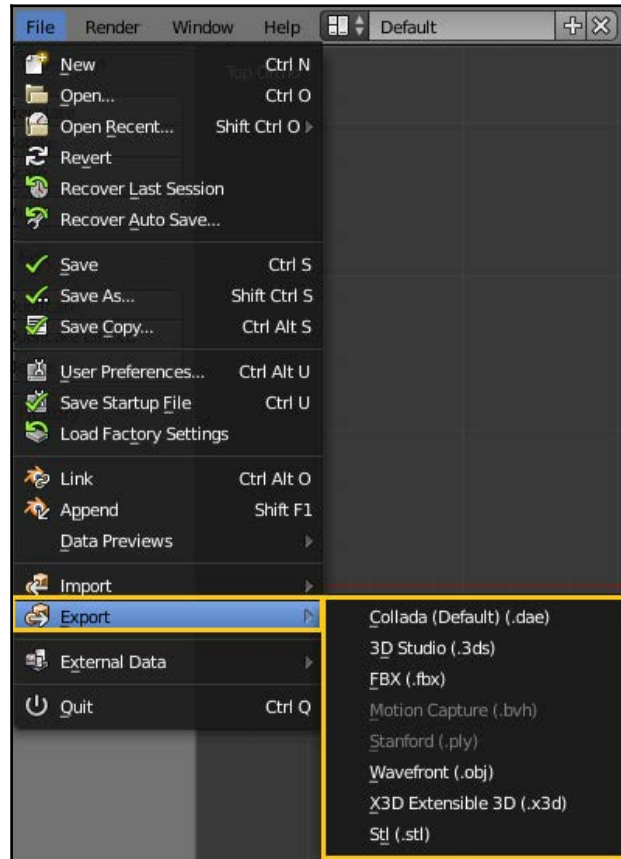 File Render Window Help Default
New Ctrl N
Top Ortho
Open... Ctrl O
Open Recent... Shift Ctrl O
Revert
Recover Last Session
Recover Auto Save...
Save Ctrl S
Save As... Shift Ctrl S
Save Copy... Ctrl Alt S
User Preferences... Ctrl Alt U
Save Startup File Ctrl U
Load Factory Settings
Link Ctrl Alt O
Append Shift F1
Data Previews
Import
Export
Collada (Default) (.dae)
3D Studio (.3ds)
FBX (.fbx)
Motion Capture (.bvh)
Stanford (.ply)
Wavefront (.obj)
X3D Extensible 3D (.x3d)
Stl (.stl)
External Data
Quit Ctrl Q